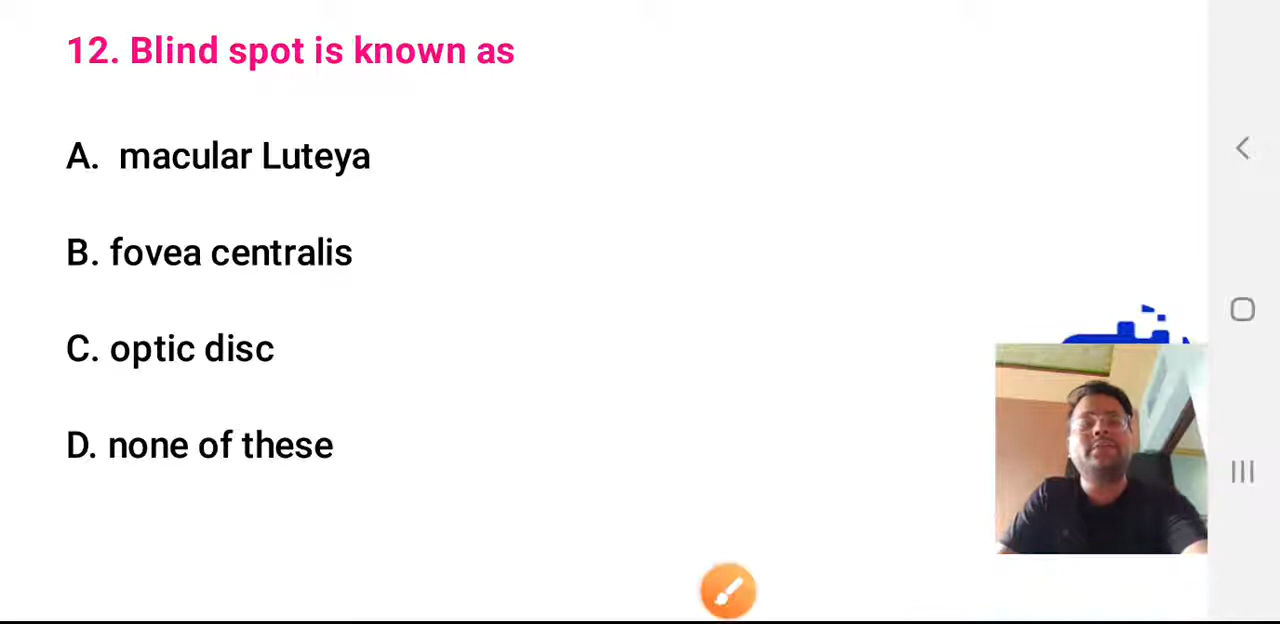 12. Blind spot is known as
A. macular Luteya
B. fovea centralis
C. optic disc
D. none of these